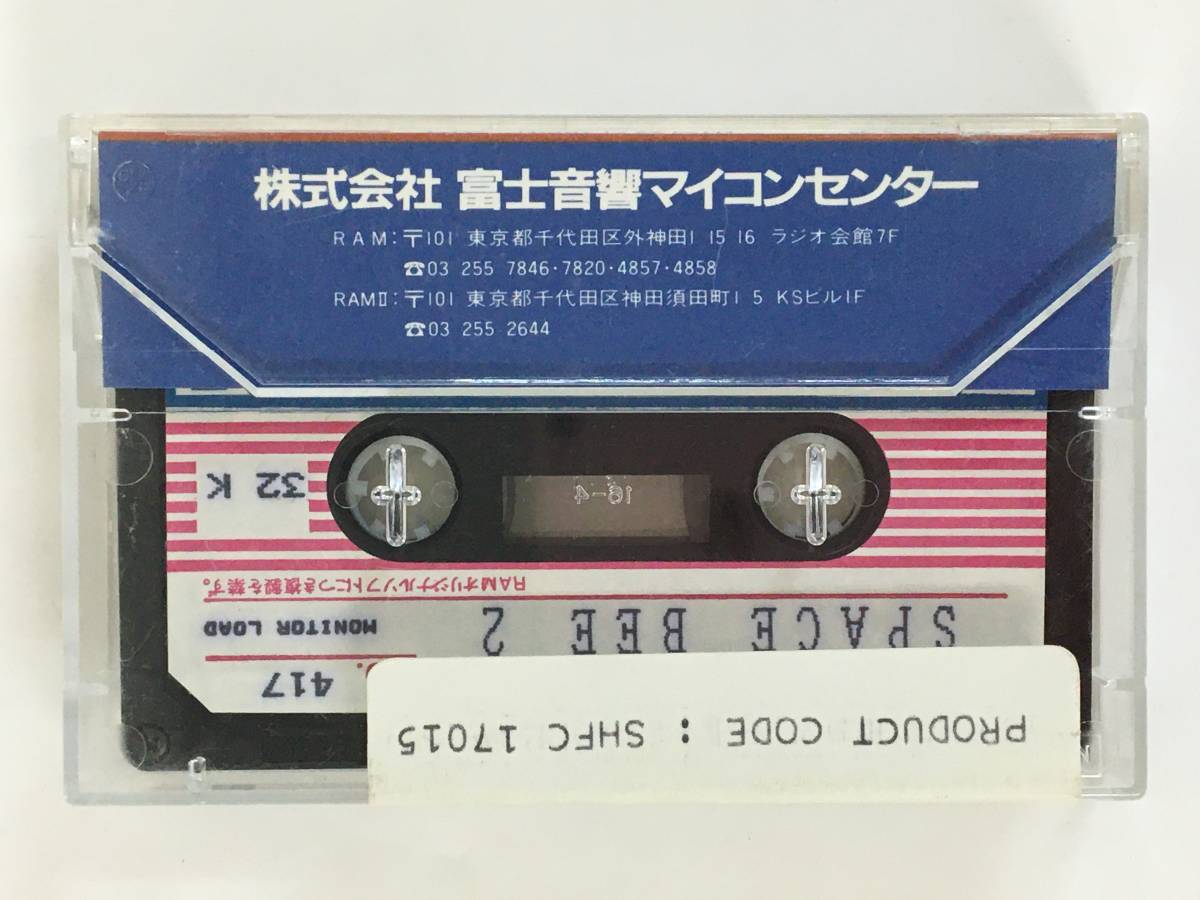 株式会社 富士音響マイコンセンター
RAM:〒101 東京都千代田区外神田1 15 16 ラジオ会館7F
☎03 255 7846・7820・4857・4858
RAMⅡ:〒101 東京都千代田区神田須田町1 5 KSビル1F
☎03 255 2644
32 K
16-4
RAMオリジナルソフトにつき複製を禁ず。
SPACE BEE 2
MONITOR LOAD
417
PRODUCT CODE : SHFC 17015